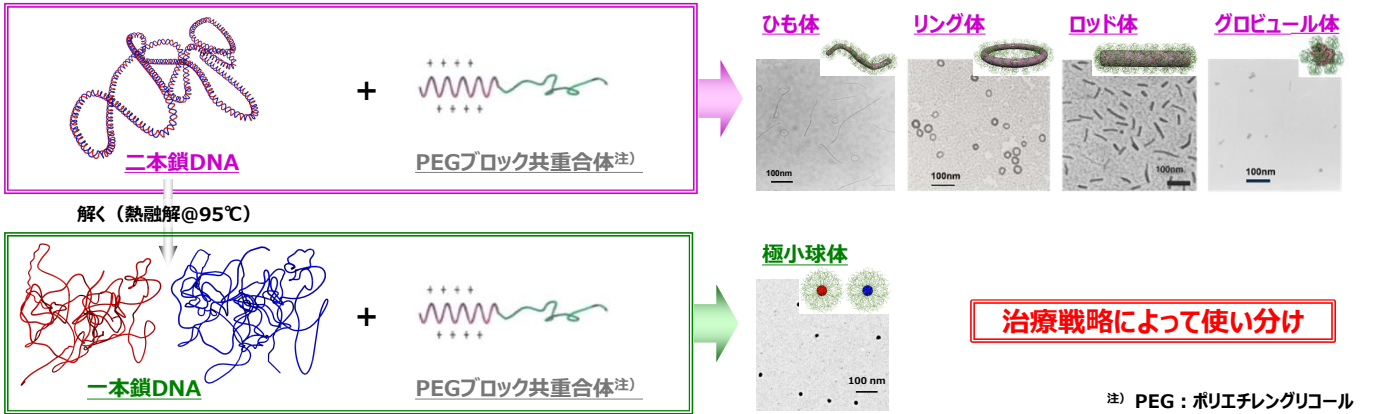 ひも体
リング体
ロッド体
グロビュール体
+
+ + + +
+ + + +
100nm
100nm
100nm
100nm
二本鎖DNA
PEGブロック共重合体注)
解く（熱融解@95℃）
極小球体
+
+ + + +
+ + + +
治療戦略によって使い分け
100 nm
一本鎖DNA
PEGブロック共重合体注)
注) PEG：ポリエチレングリコール